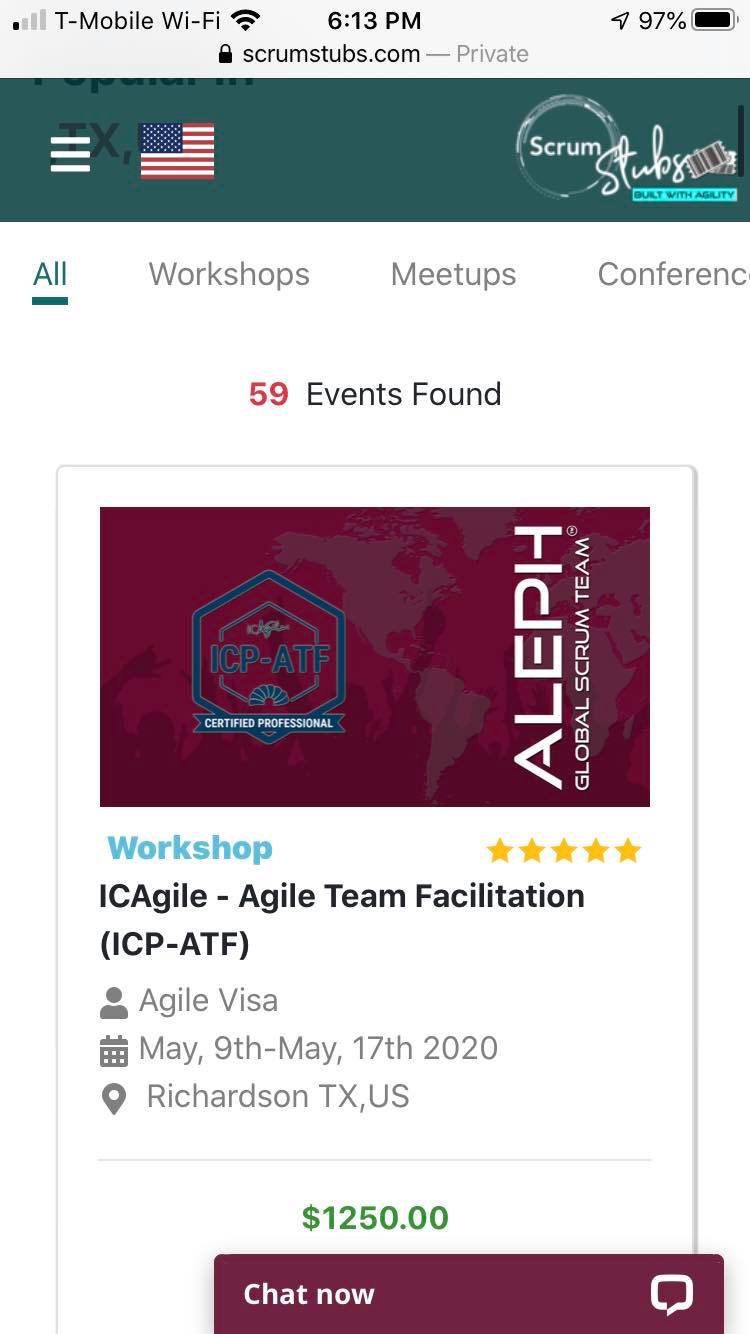 T-Mobile Wi-Fi 6:13 PM 97%
scrumstubs.com — Private
Popular in
TX,
Scrum
Stubs
BUILT WITH AGILITY
All Workshops Meetups Conferenc
59 Events Found
ICAgile
ICP-ATF
CERTIFIED PROFESSIONAL
ALEPH®
GLOBAL SCRUM TEAM
Workshop
ICAgile - Agile Team Facilitation
(ICP-ATF)
Agile Visa
May, 9th-May, 17th 2020
Richardson TX,US
$1250.00
Chat now